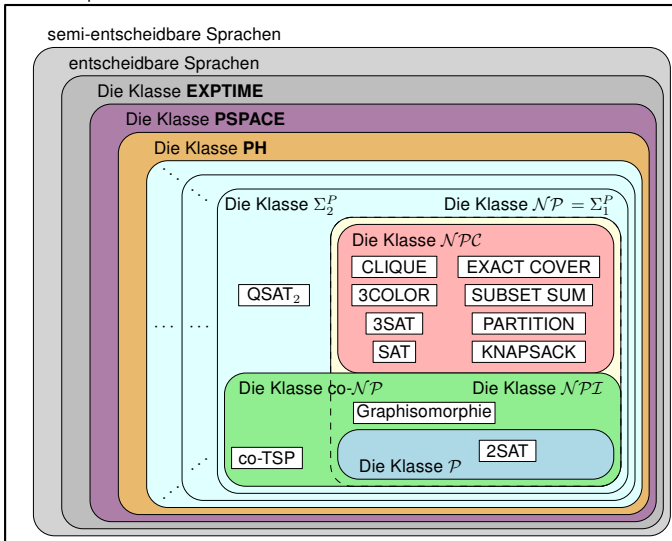 semi-entscheidbare Sprachen
entscheidbare Sprachen
Die Klasse EXPTIME
Die Klasse PSPACE
Die Klasse PH
Die Klasse Σ₂ᴾ Die Klasse 𝒩𝒫 = Σ₁ᴾ
Die Klasse 𝒩𝒫𝒞
CLIQUE EXACT COVER
QSAT₂ 3COLOR SUBSET SUM
3SAT PARTITION
SAT KNAPSACK
Die Klasse co-𝒩𝒫 Die Klasse 𝒩𝒫ℐ
Graphisomorphie
co-TSP 2SAT
Die Klasse 𝒫